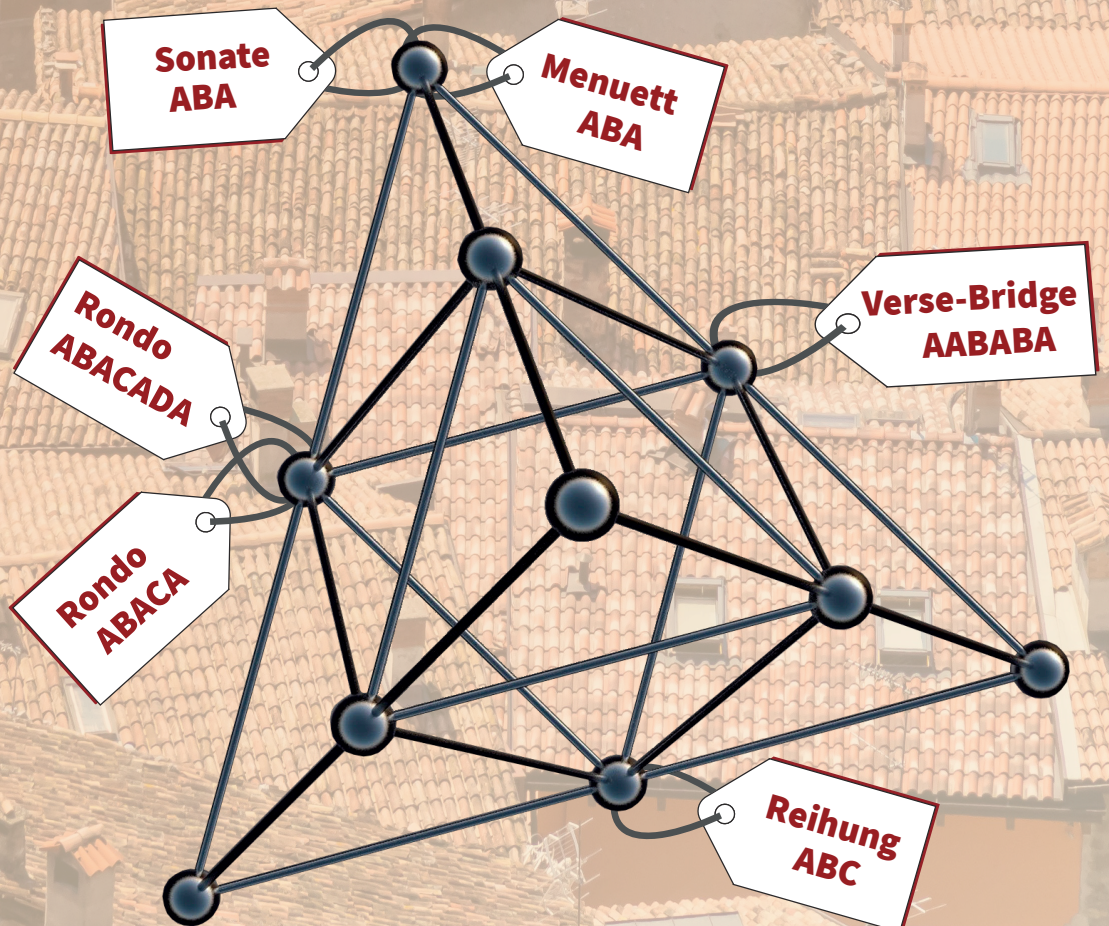 Sonate
ABA
Menuett
ABA
Rondo
ABACADA
Verse-Bridge
AABABA
Rondo
ABACA
Reihung
ABC